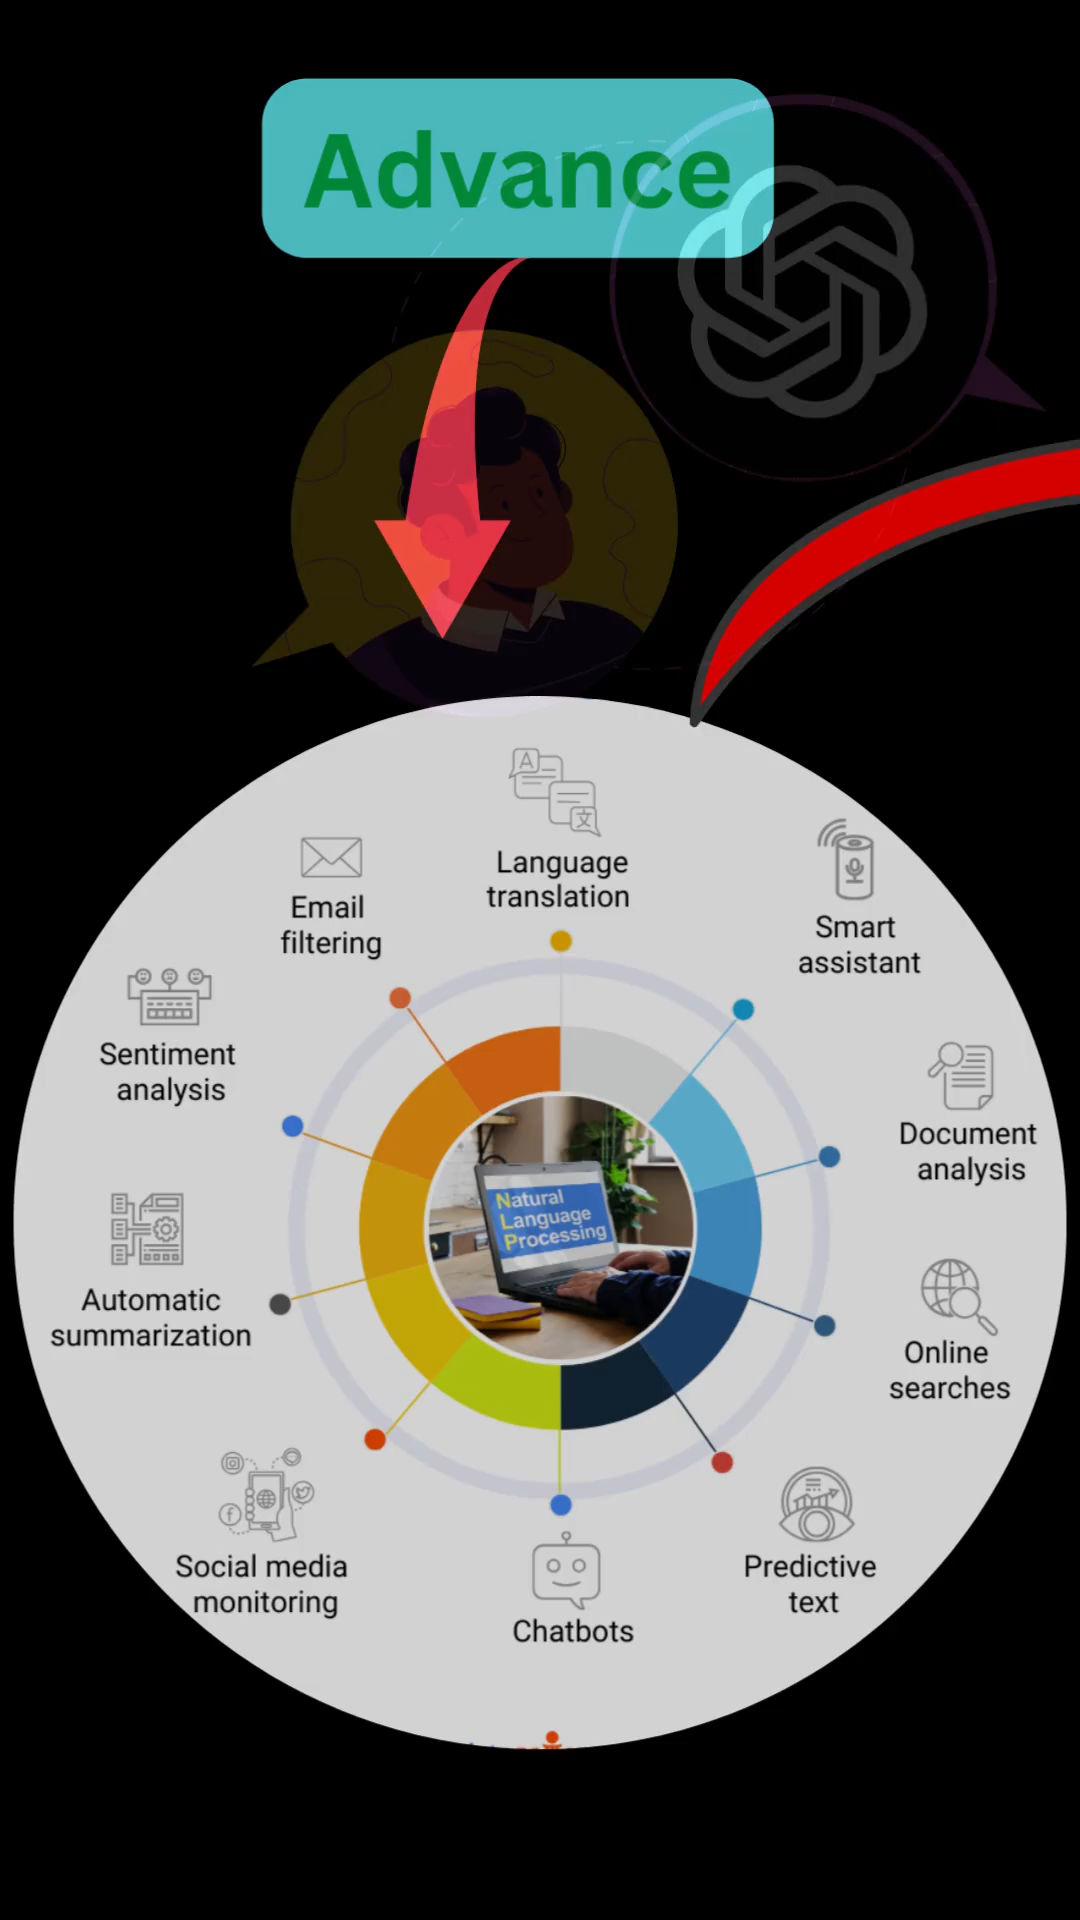 Advance
Language
translation
Email
filtering
Smart
assistant
Sentiment
analysis
Document
analysis
Natural
Language
Processing
Automatic
summarization
Online
searches
Social media
monitoring
Predictive
text
Chatbots